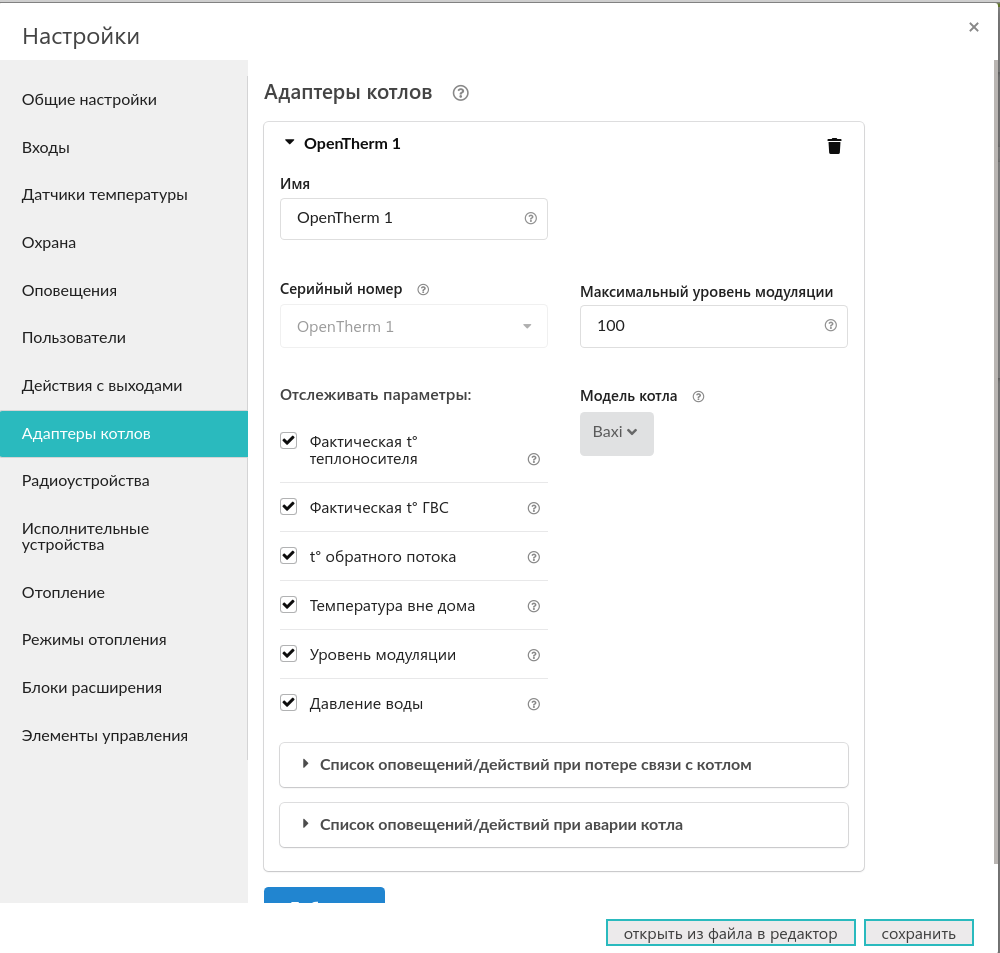 Настройки
×
Общие настройки
Входы
Датчики температуры
Охрана
Оповещения
Пользователи
Действия с выходами
Адаптеры котлов
Радиоустройства
Исполнительные
устройства
Отопление
Режимы отопления
Блоки расширения
Элементы управления
Адаптеры котлов ?
OpenTherm 1
Имя
OpenTherm 1 ?
Серийный номер ?
OpenTherm 1
Максимальный уровень модуляции
100 ?
Отслеживать параметры:
Фактическая t°
теплоносителя ?
Фактическая t° ГВС ?
t° обратного потока ?
Температура вне дома ?
Уровень модуляции ?
Давление воды ?
Модель котла ?
Baxi
Список оповещений/действий при потере связи с котлом
Список оповещений/действий при аварии котла
открыть из файла в редактор
сохранить